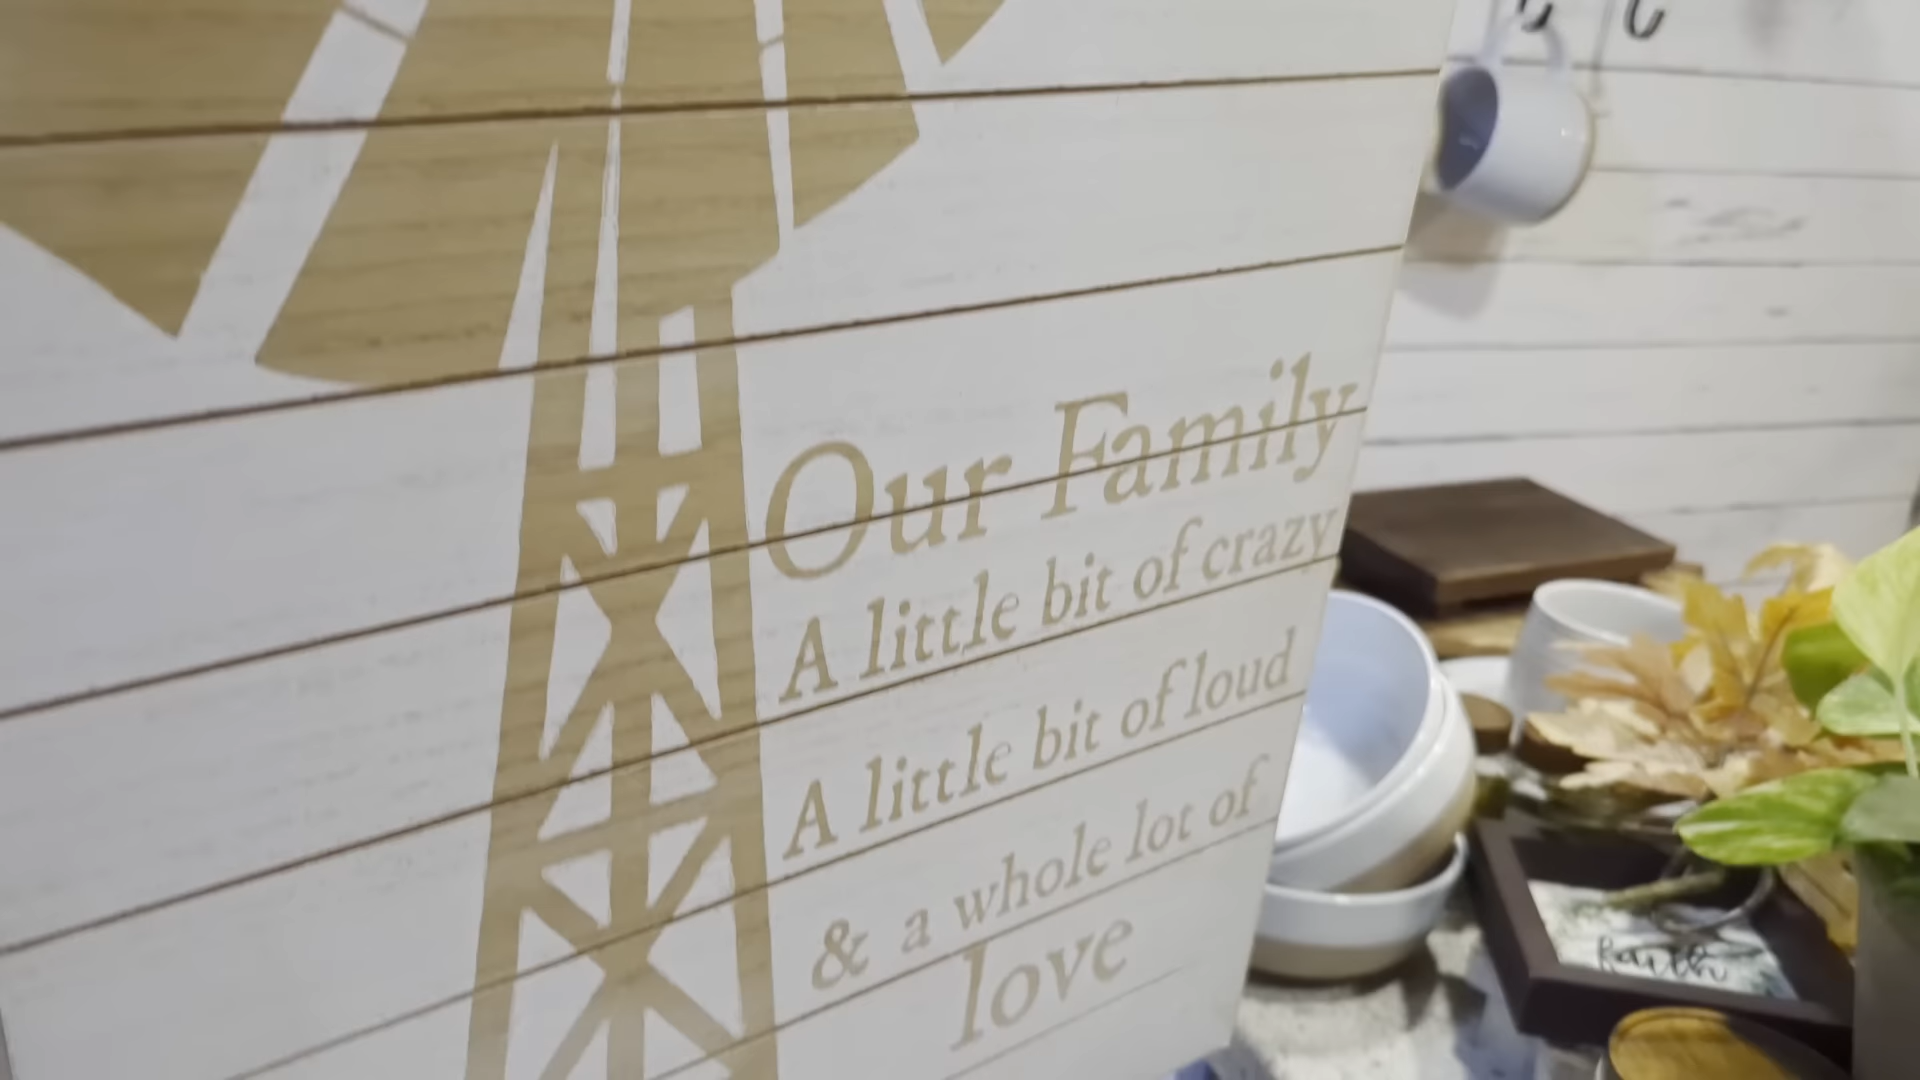 Our Family
A little bit of crazy
A little bit of loud
& a whole lot of
love
faith